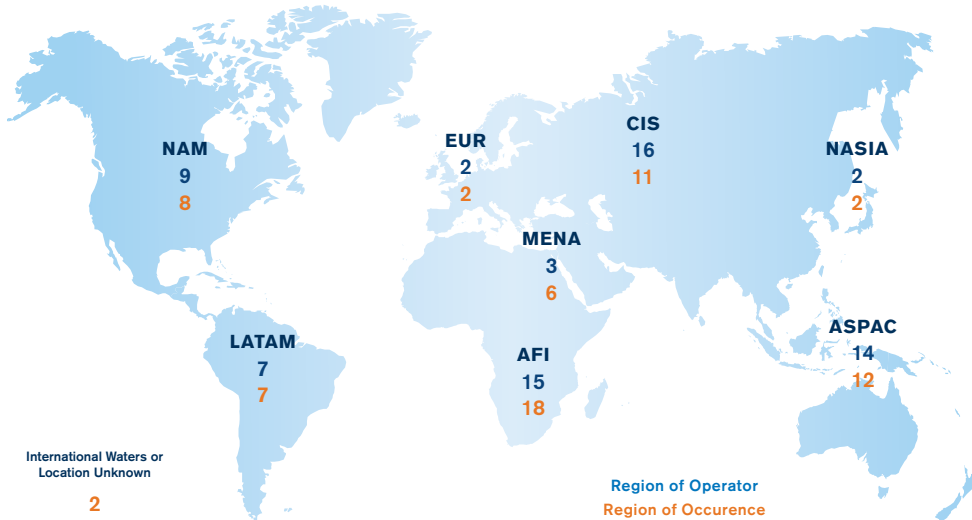 NAM
9
8
EUR
2
2
CIS
16
11
NASIA
2
2
MENA
3
6
LATAM
7
7
AFI
15
18
ASPAC
14
12
International Waters or
Location Unknown
2
Region of Operator
Region of Occurence